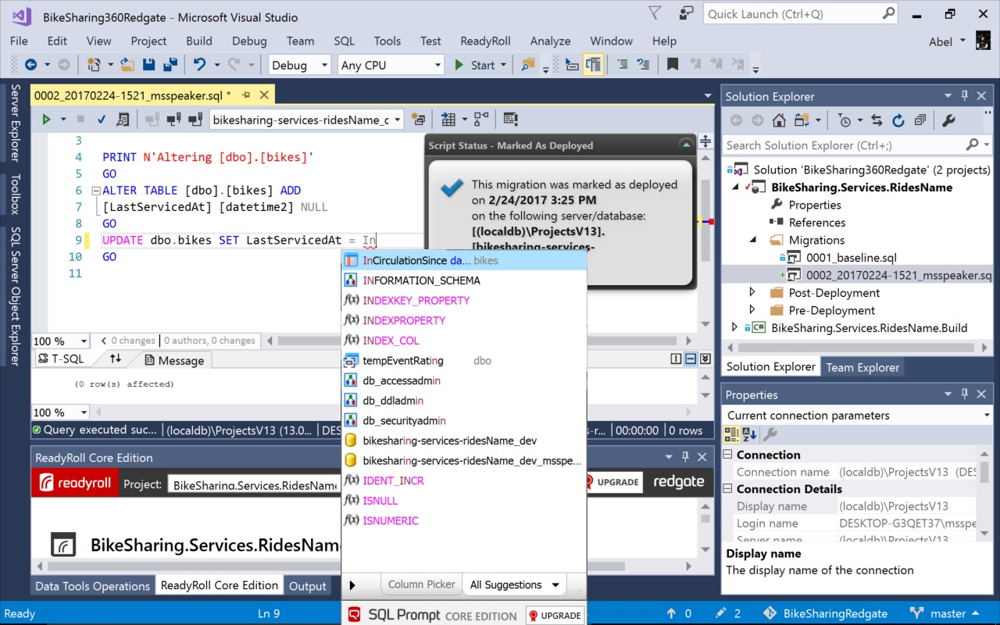 BikeSharing360Redgate - Microsoft Visual Studio
Quick Launch (Ctrl+Q)
File Edit View Project Build Debug Team SQL Tools Test ReadyRoll Analyze Window Help
Abel
Debug Any CPU Start
Server Explorer
Toolbox
SQL Server Object Explorer
0002_20170224-1521_msspeaker.sql *
bikesharing-services-ridesName_c
3
4 PRINT N'Altering [dbo].[bikes]'
5 GO
6 ALTER TABLE [dbo].[bikes] ADD
7 [LastServicedAt] [datetime2] NULL
8 GO
9 UPDATE dbo.bikes SET LastServicedAt = In
10 GO
11
Script Status - Marked As Deployed
This migration was marked as deployed
on 2/24/2017 3:25 PM
on the following server/database:
[(localdb)\ProjectsV13].
[bikesharing-services-
InCirculationSince da... bikes
INFORMATION_SCHEMA
f(x) INDEXKEY_PROPERTY
f(x) INDEXPROPERTY
f(x) INDEX_COL
tempEventRating dbo
db_accessadmin
db_ddladmin
db_securityadmin
bikesharing-services-ridesName_dev
bikesharing-services-ridesName_dev_msspe...
f(x) IDENT_INCR
f(x) ISNULL
f(x) ISNUMERIC
Column Picker All Suggestions
SQL Prompt CORE EDITION UPGRADE
100 % 0 changes | 0 authors, 0 changes
T-SQL Message
(0 row(s) affected)
100 %
Query executed suc... (localdb)\ProjectsV13 (13.0... DES s-r... 00:00:00 0 rows
ReadyRoll Core Edition
readyroll Project: BikeSharing.Services.RidesName UPGRADE redgate
BikeSharing.Services.RidesName
Data Tools Operations ReadyRoll Core Edition Output
Solution Explorer
Search Solution Explorer (Ctrl+;)
Solution 'BikeSharing360Redgate' (2 projects)
BikeSharing.Services.RidesName
Properties
References
Migrations
0001_baseline.sql
0002_20170224-1521_msspeaker.sq
Post-Deployment
Pre-Deployment
C# BikeSharing.Services.RidesName.Build
Solution Explorer Team Explorer
Properties
Current connection parameters
Connection
Connection name (localdb)\ProjectsV13 (DES
Connection Details
Display name (localdb)\ProjectsV13
Login name DESKTOP-G3QET37\msspe
Server name (localdb)\ProjectsV13
Display name
The display name of the connection
Ready Ln 9 0 2 BikeSharingRedgate master